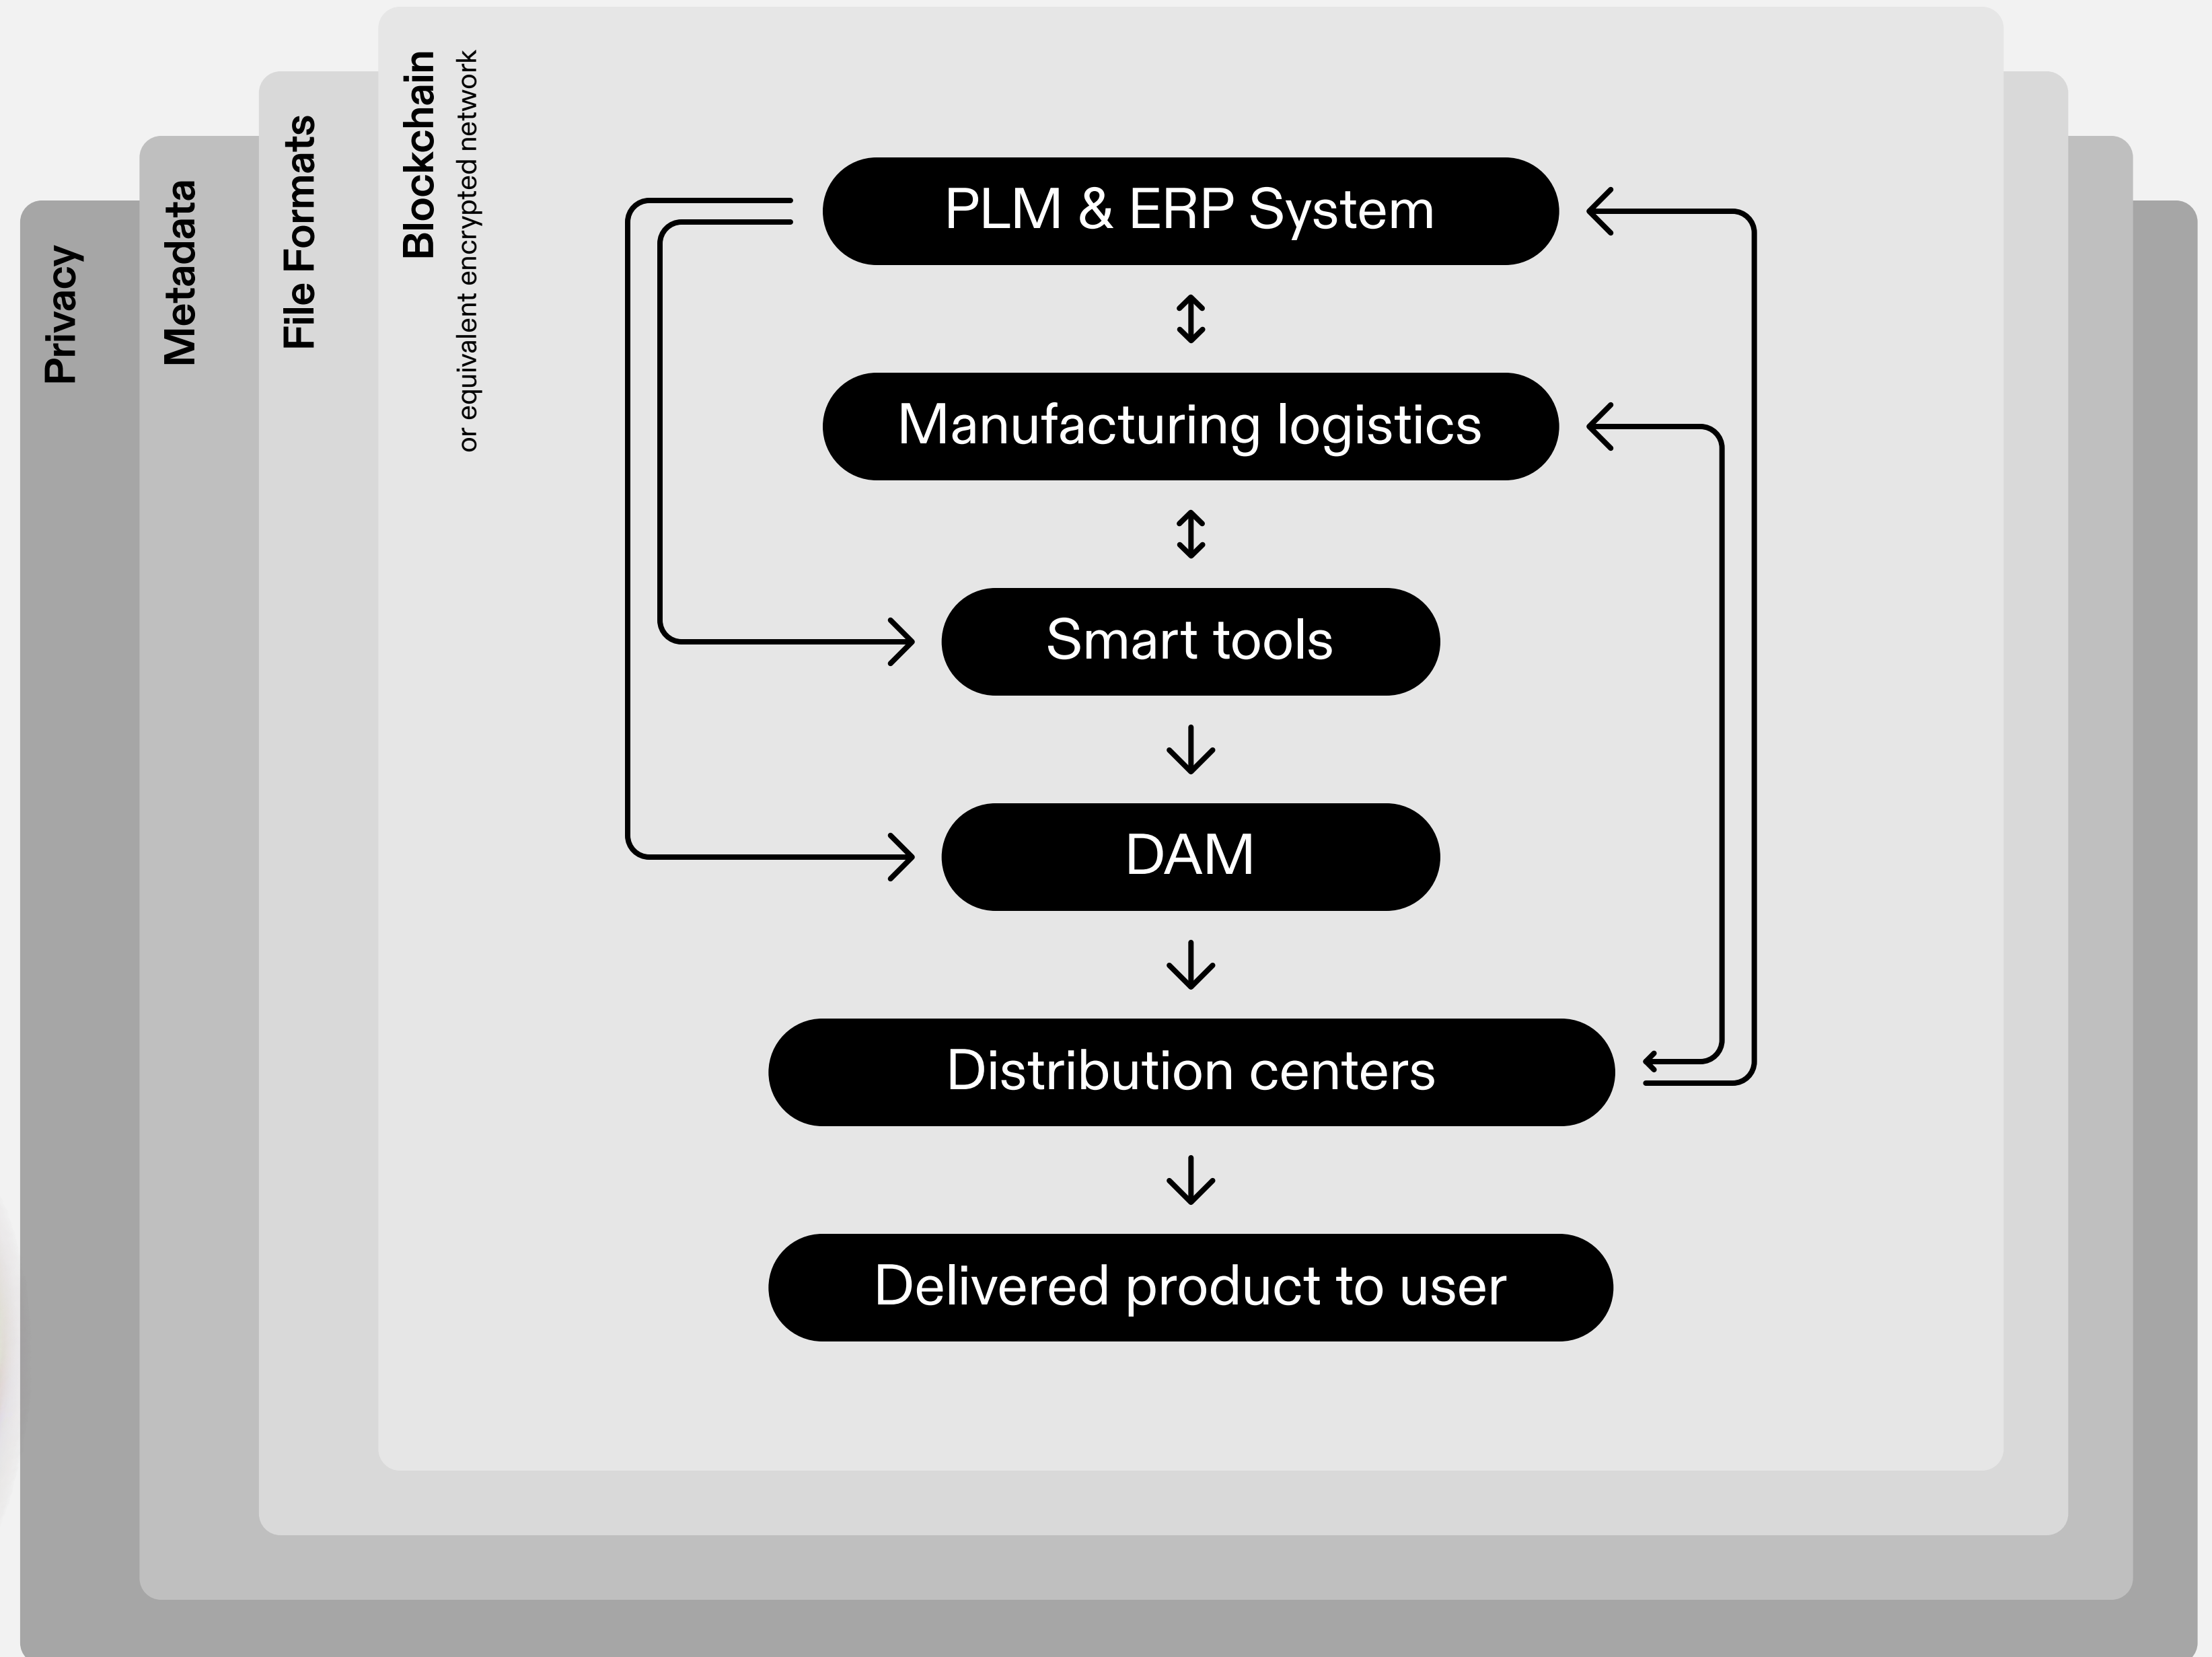 Privacy
Metadata
File Formats
Blockchain
or equivalent encrypted network
PLM & ERP System
Manufacturing logistics
Smart tools
DAM
Distribution centers
Delivered product to user